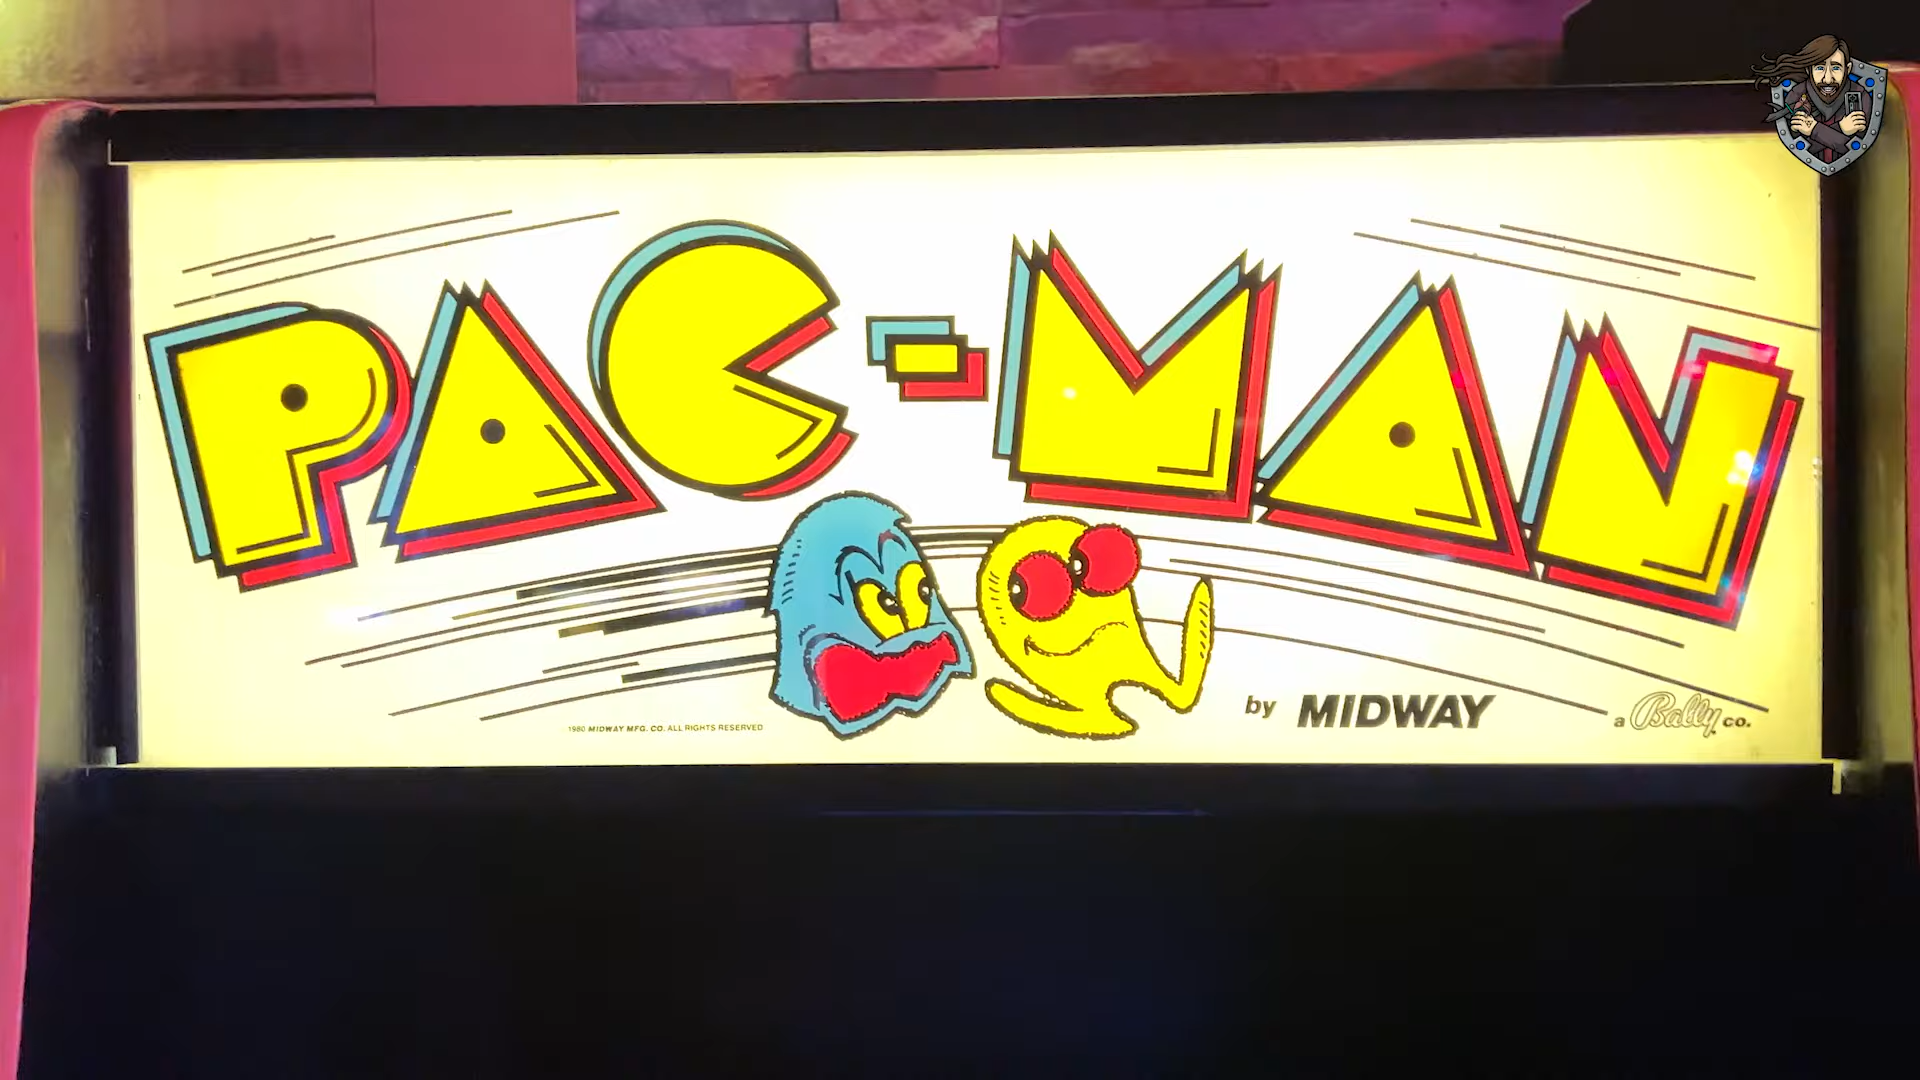 PAC-MAN
by MIDWAY
a Bally co.
1980 MIDWAY MFG. CO. ALL RIGHTS RESERVED